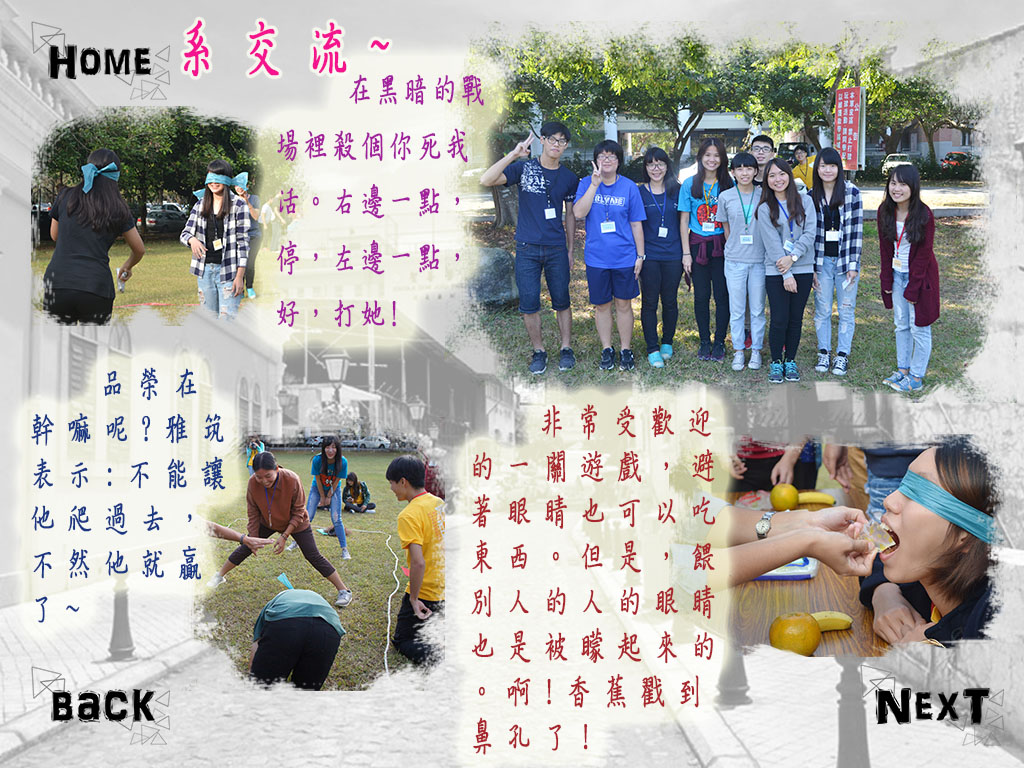 HOME
系交流~
在黑暗的戰
場裡殺個你死我
活。右邊一點，
停，左邊一點，
好，打她!
品榮在
幹嘛呢?雅筑
表示:不能讓
他爬過去，
不然他就贏
了~
非常受歡迎
的一關遊戲，避
著眼睛也可以吃
東西。但是，餵
別人的人的眼睛
也是被矇起來的
。啊!香蕉戳到
鼻孔了!
BACK
NEXT